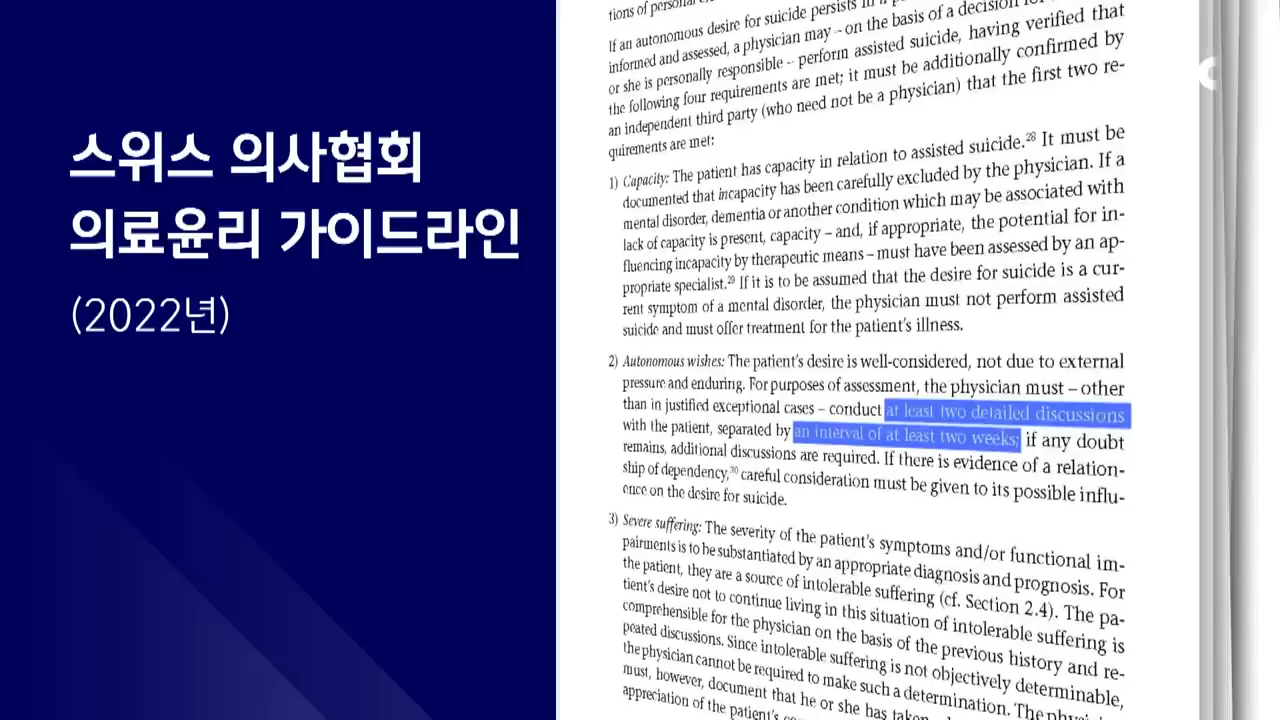 스위스 의사협회
의료윤리 가이드라인
(2022년)
tions of personal
If an autonomous desire for suicide persists in a
informed and assessed, a physician may – on the basis of a decision for
or she is personally responsible – perform assisted suicide, having verified that
the following four requirements are met; it must be additionally confirmed by
an independent third party (who need not be a physician) that the first two re-
quirements are met:
1) Capacity: The patient has capacity in relation to assisted suicide.28 It must be
documented that incapacity has been carefully excluded by the physician. If a
mental disorder, dementia or another condition which may be associated with
lack of capacity is present, capacity – and, if appropriate, the potential for in-
fluencing incapacity by therapeutic means – must have been assessed by an ap-
propriate specialist.29 If it is to be assumed that the desire for suicide is a cur-
rent symptom of a mental disorder, the physician must not perform assisted
suicide and must offer treatment for the patient's illness.
2) Autonomous wishes: The patient's desire is well-considered, not due to external
pressure and enduring. For purposes of assessment, the physician must – other
than in justified exceptional cases – conduct at least two detailed discussions
with the patient, separated by an interval of at least two weeks; if any doubt
remains, additional discussions are required. If there is evidence of a relation-
ship of dependency,30 careful consideration must be given to its possible influ-
ence on the desire for suicide.
3) Severe suffering: The severity of the patient's symptoms and/or functional im-
pairments is to be substantiated by an appropriate diagnosis and prognosis. For
the patient, they are a source of intolerable suffering (cf. Section 2.4). The pa-
tient's desire not to continue living in this situation of intolerable suffering is
comprehensible for the physician on the basis of the previous history and re-
peated discussions. Since intolerable suffering is not objectively determinable,
the physician cannot be required to make such a determination. The physi
must, however, document that he or she has taken
appreciation of the patient's